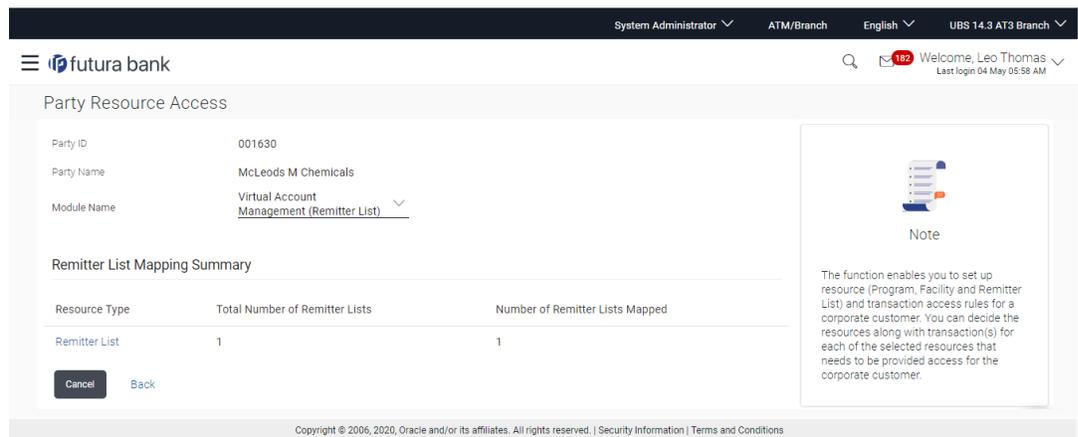 System Administrator ATM/Branch English UBS 14.3 AT3 Branch
futura bank 182 Welcome, Leo Thomas
Last login 04 May 05:58 AM
Party Resource Access
Party ID 001630
Party Name McLeods M Chemicals
Module Name Virtual Account
Management (Remitter List)
Remitter List Mapping Summary
Resource Type Total Number of Remitter Lists Number of Remitter Lists Mapped
Remitter List 1 1
Cancel Back
Note
The function enables you to set up
resource (Program, Facility and Remitter
List) and transaction access rules for a
corporate customer. You can decide the
resources along with transaction(s) for
each of the selected resources that
needs to be provided access for the
corporate customer.
Copyright © 2006, 2020, Oracle and/or its affiliates. All rights reserved. | Security Information | Terms and Conditions